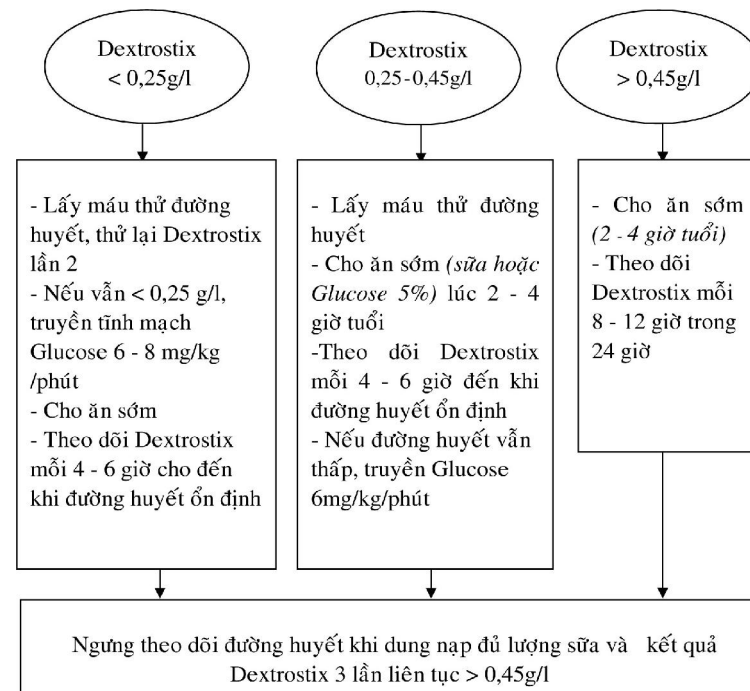 Dextrostix
< 0,25g/l
Dextrostix
0,25-0,45g/l
Dextrostix
> 0,45g/l
- Lấy máu thử đường
huyết, thử lại Dextrostix
lần 2
- Nếu vẫn < 0,25 g/l,
truyền tĩnh mạch
Glucose 6 - 8 mg/kg
/phút
- Cho ăn sớm
- Theo dõi Dextrostix
mỗi 4 - 6 giờ cho đến
khi đường huyết ổn định
- Lấy máu thử đường
huyết
- Cho ăn sớm (sữa hoặc
Glucose 5%) lúc 2 - 4
giờ tuổi
-Theo dõi Dextrostix
mỗi 4 - 6 giờ đến khi
đường huyết ổn định
- Nếu đường huyết vẫn
thấp, truyền Glucose
6mg/kg/phút
- Cho ăn sớm
(2 - 4 giờ tuổi)
- Theo dõi
Dextrostix mỗi
8 - 12 giờ trong
24 giờ
Ngưng theo dõi đường huyết khi dung nạp đủ lượng sữa và kết quả
Dextrostix 3 lần liên tục > 0,45g/l